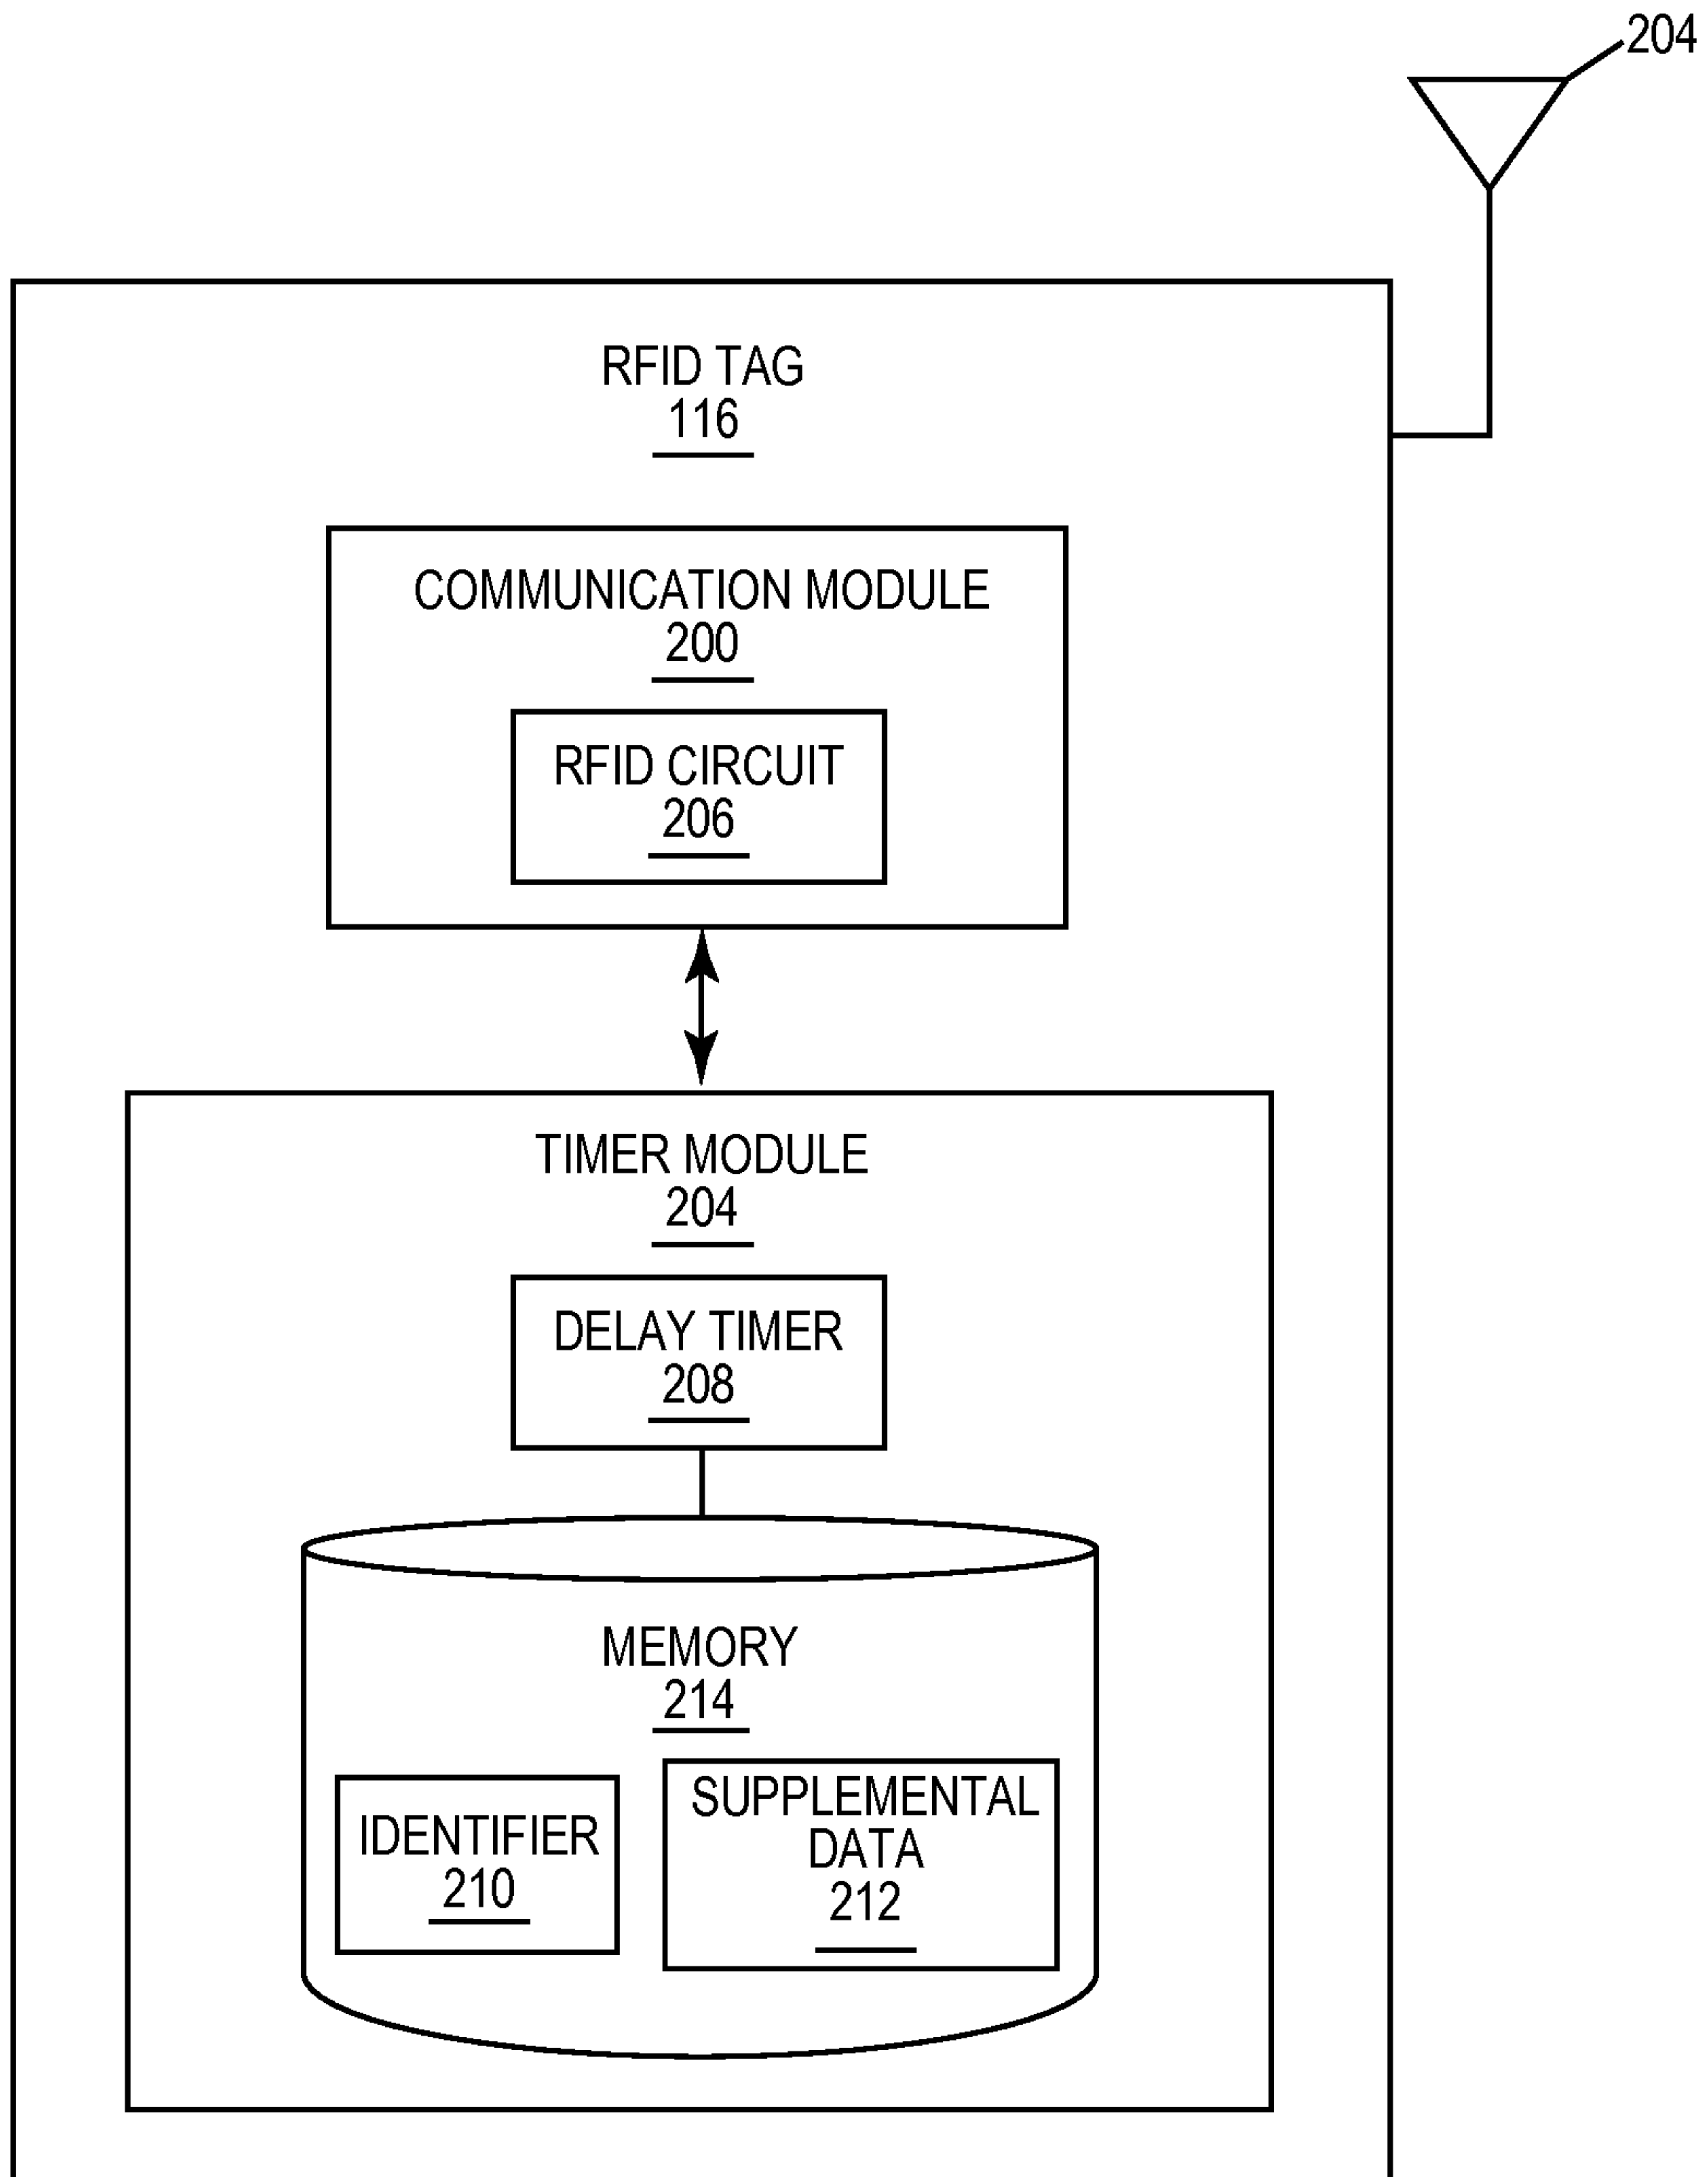 204
RFID TAG
116
COMMUNICATION MODULE
200
RFID CIRCUIT
206
TIMER MODULE
204
DELAY TIMER
208
MEMORY
214
IDENTIFIER
210
SUPPLEMENTAL
DATA
212